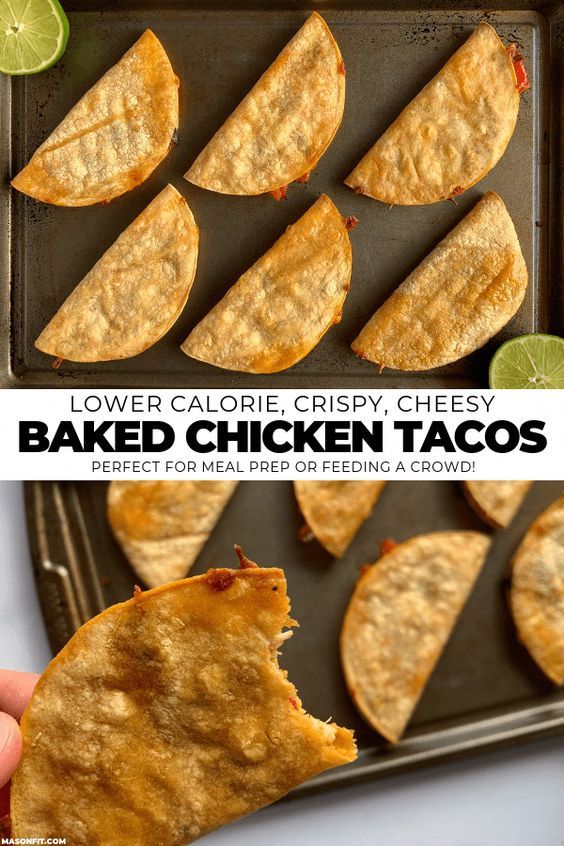 LOWER CALORIE, CRISPY, CHEESY
BAKED CHICKEN TACOS
PERFECT FOR MEAL PREP OR FEEDING A CROWD!
MASONFIT.COM